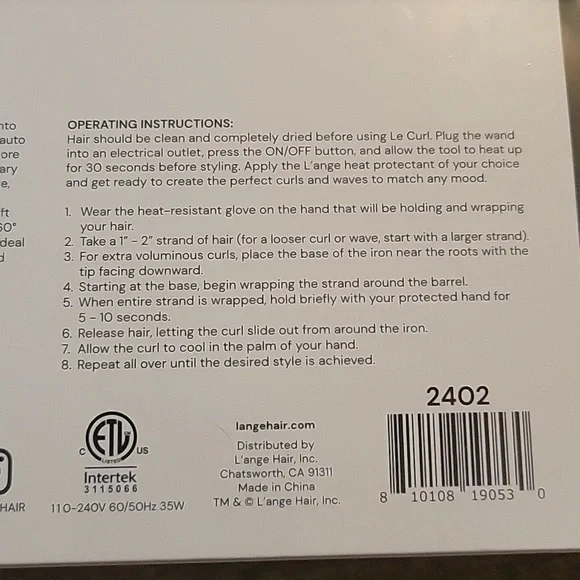 nto
auto
ore
ary
e,
ft
60°
deal
d
OPERATING INSTRUCTIONS:
Hair should be clean and completely dried before using Le Curl. Plug the wand
into an electrical outlet, press the ON/OFF button, and allow the tool to heat up
for 30 seconds before styling. Apply the L'ange heat protectant of your choice
and get ready to create the perfect curls and waves to match any mood.
1. Wear the heat-resistant glove on the hand that will be holding and wrapping
your hair.
2. Take a 1" - 2" strand of hair (for a looser curl or wave, start with a larger strand).
3. For extra voluminous curls, place the base of the iron near the roots with the
tip facing downward.
4. Starting at the base, begin wrapping the strand around the barrel.
5. When entire strand is wrapped, hold briefly with your protected hand for
5 – 10 seconds.
6. Release hair, letting the curl slide out from around the iron.
7. Allow the curl to cool in the palm of your hand.
8. Repeat all over until the desired style is achieved.
HAIR
C ETL US
LISTED
Intertek
3115066
110-240V 60/50Hz 35W
langehair.com
Distributed by
L'ange Hair, Inc.
Chatsworth, CA 91311
Made in China
TM & © L'ange Hair, Inc.
2402
8 10108 19053 0